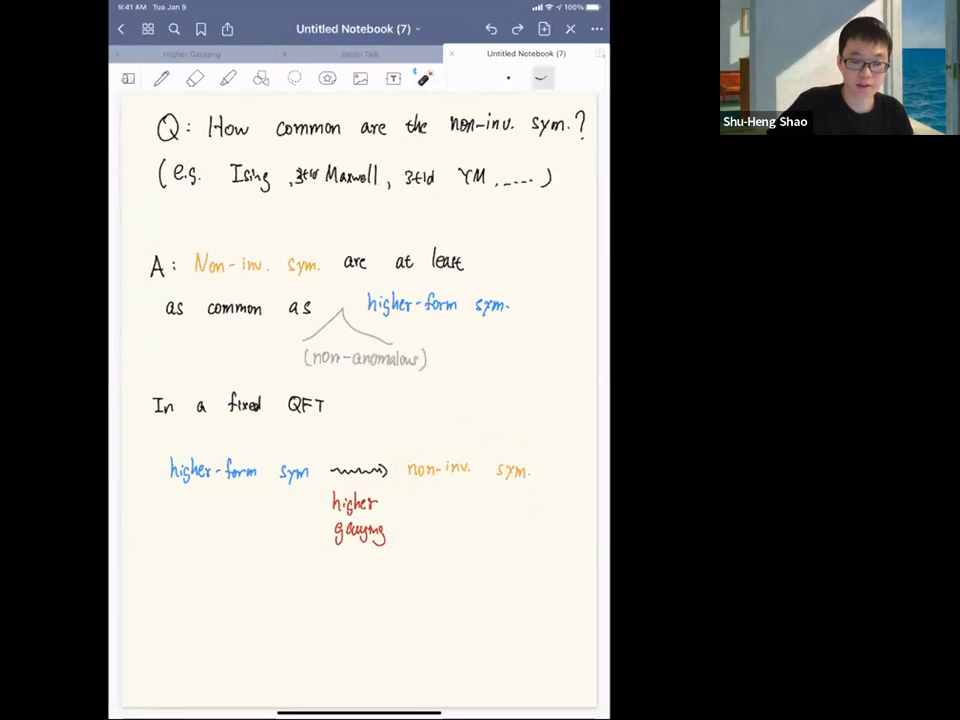 9:41 AM Tue Jan 9
100%
Untitled Notebook (7)
Higher Gauging
Talk
Untitled Notebook (7)
Q: How common are the non-inv. sym.?
(e.g. Ising, 3+1d Maxwell, 3+1d YM, .....)
A: Non-inv. sym. are at least
as common as higher-form sym.
(non-anomalous)
In a fixed QFT
higher-form sym non-inv. sym.
higher
gauging
Shu-Heng Shao